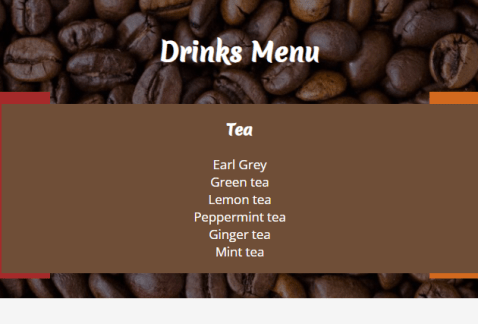 Drinks Menu
Tea
Earl Grey
Green tea
Lemon tea
Peppermint tea
Ginger tea
Mint tea